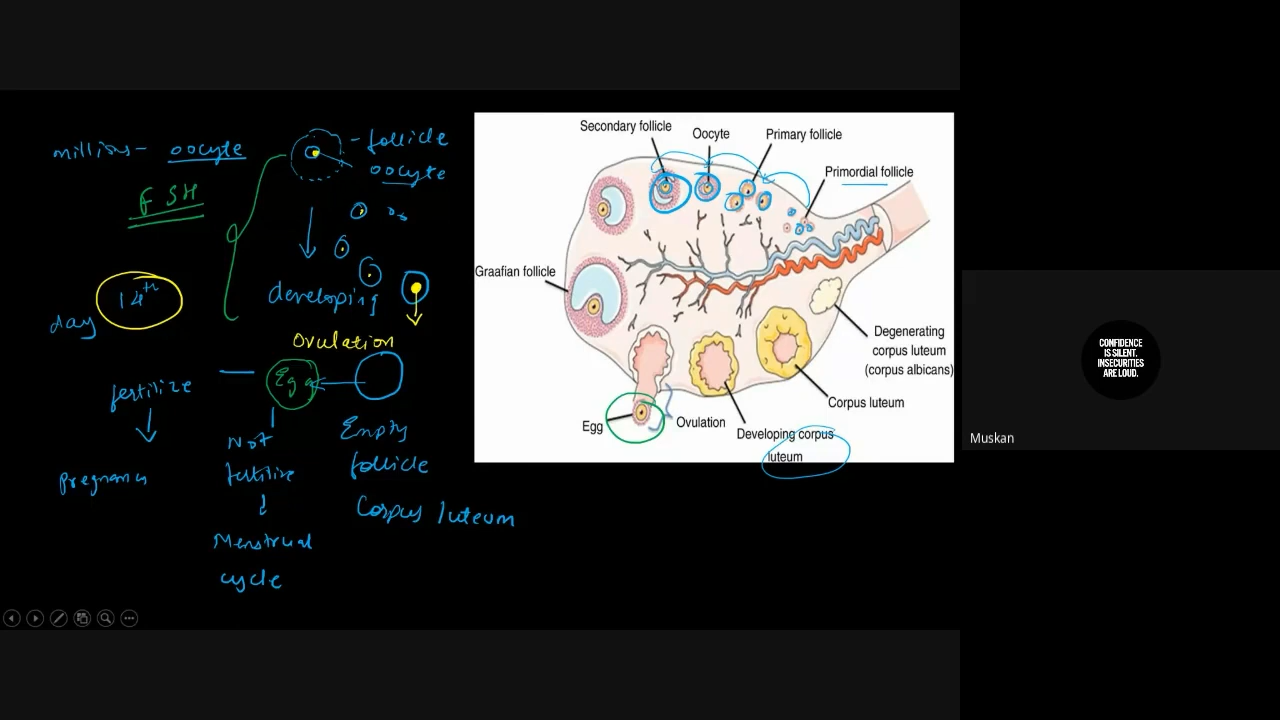 millions - oocyte
FSH
- follicle
oocyte
developing
14th
day
Ovulation
Egg
fertilize
Not
fertilize
Menstrual
cycle
Empty
follicle
Corpus luteum
Secondary follicle
Oocyte
Primary follicle
Primordial follicle
Graafian follicle
Degenerating
corpus luteum
(corpus albicans)
Corpus luteum
Egg
Ovulation
Developing corpus
luteum
CONFIDENCE
IS SILENT.
INSECURITIES
ARE LOUD.
Muskan